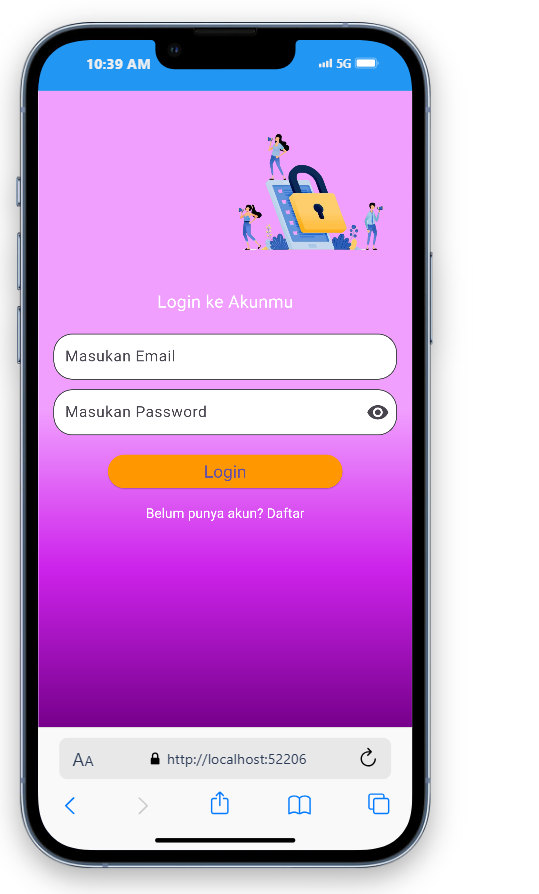 10:39 AM 5G
Login ke Akunmu
Masukan Email
Masukan Password
Login
Belum punya akun? Daftar
AA http://localhost:52206